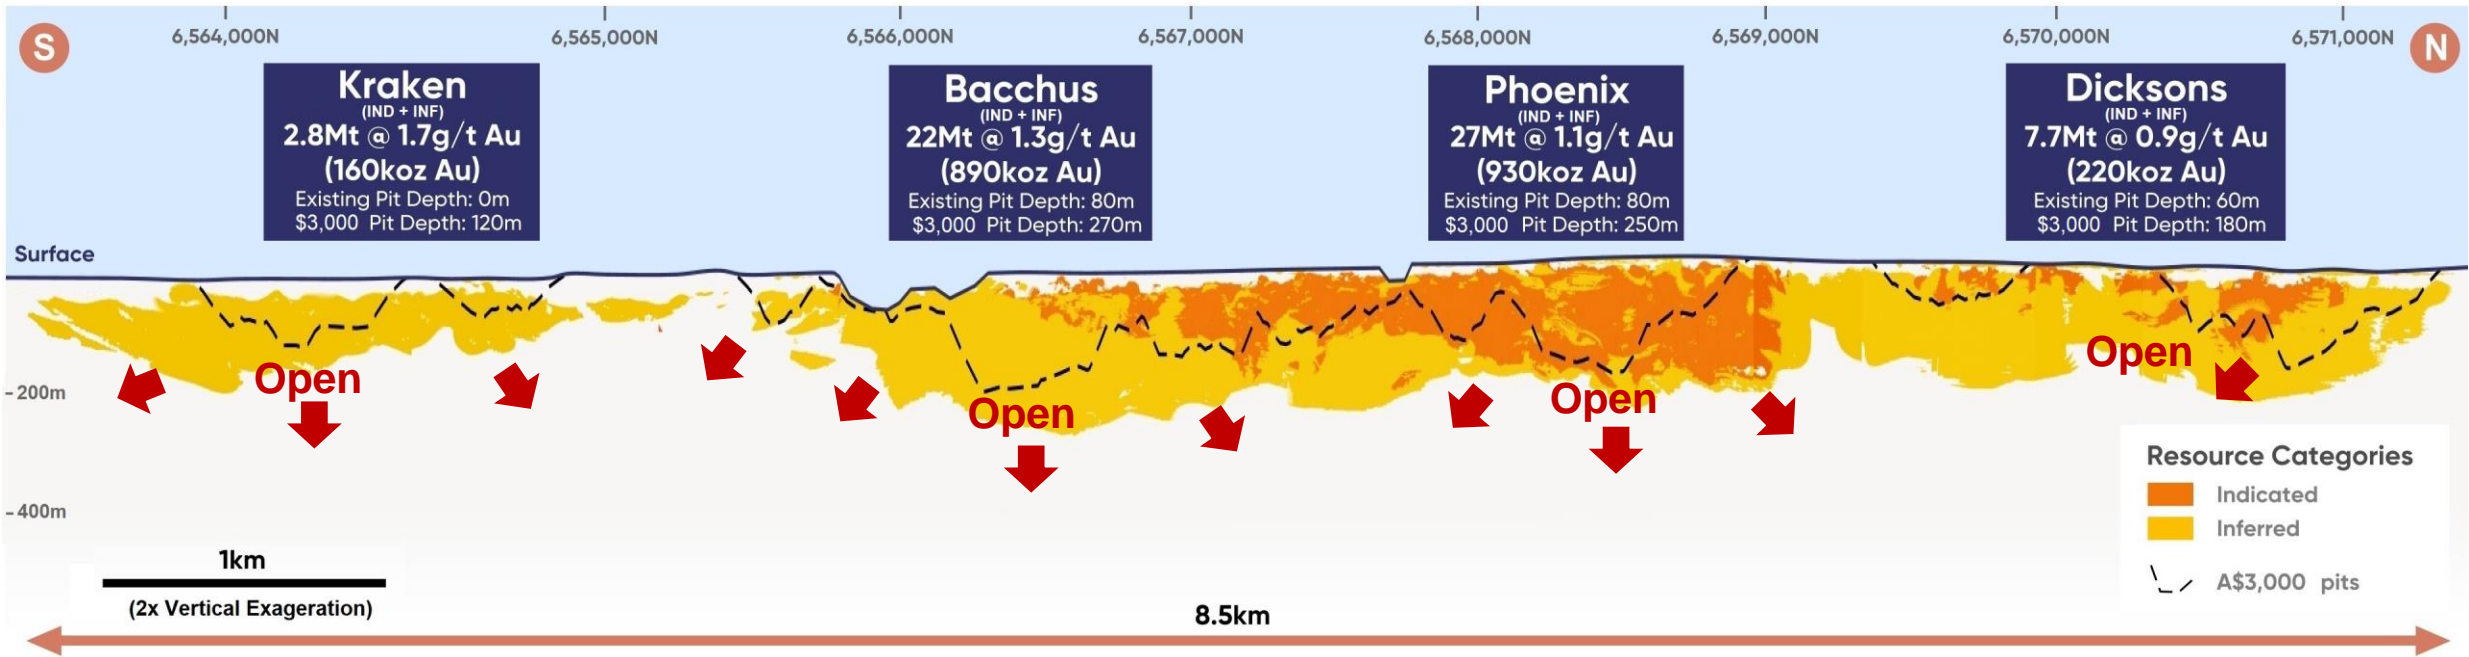 S
6,564,000N
6,565,000N
6,566,000N
6,567,000N
6,568,000N
6,569,000N
6,570,000N
6,571,000N
N
Kraken
(IND + INF)
2.8Mt @ 1.7g/t Au
(160koz Au)
Existing Pit Depth: 0m
$3,000 Pit Depth: 120m
Bacchus
(IND + INF)
22Mt @ 1.3g/t Au
(890koz Au)
Existing Pit Depth: 80m
$3,000 Pit Depth: 270m
Phoenix
(IND + INF)
27Mt @ 1.1g/t Au
(930koz Au)
Existing Pit Depth: 80m
$3,000 Pit Depth: 250m
Dicksons
(IND + INF)
7.7Mt @ 0.9g/t Au
(220koz Au)
Existing Pit Depth: 60m
$3,000 Pit Depth: 180m
Surface
Open
Open
Open
Open
-200m
-400m
Resource Categories
Indicated
Inferred
A$3,000 pits
1km
(2x Vertical Exageration)
8.5km